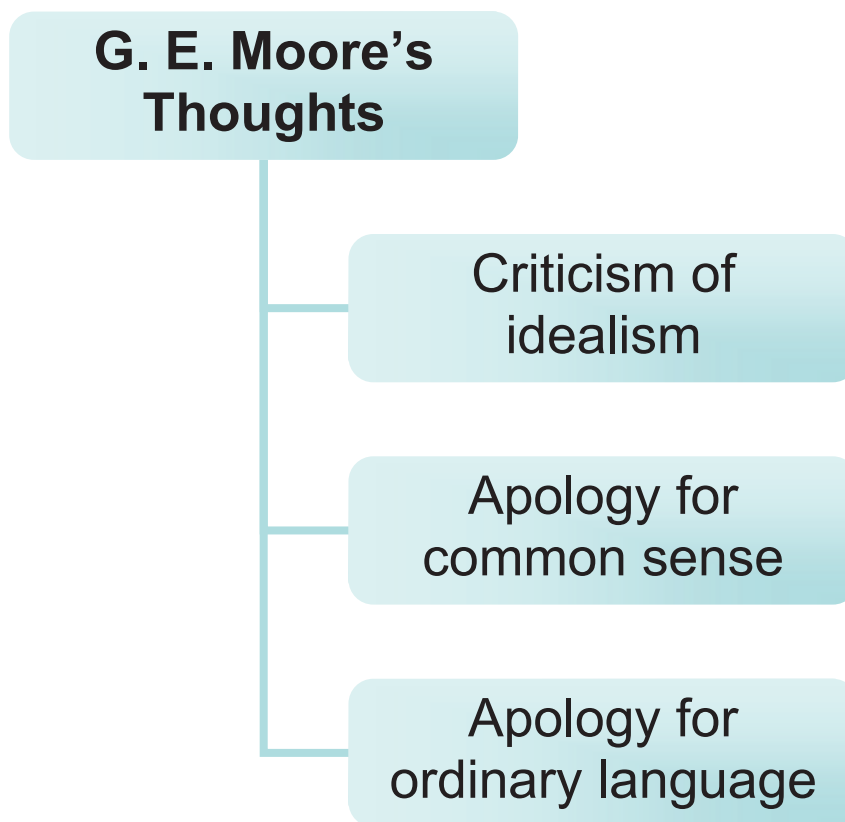 G. E. Moore’s
Thoughts
Criticism of
idealism
Apology for
common sense
Apology for
ordinary language